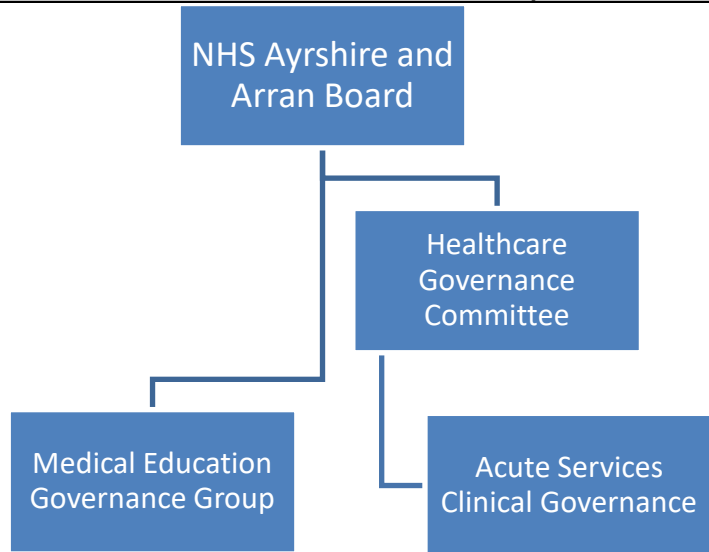 NHS Ayrshire and
Arran Board
Healthcare
Governance
Committee
Medical Education
Governance Group
Acute Services
Clinical Governance